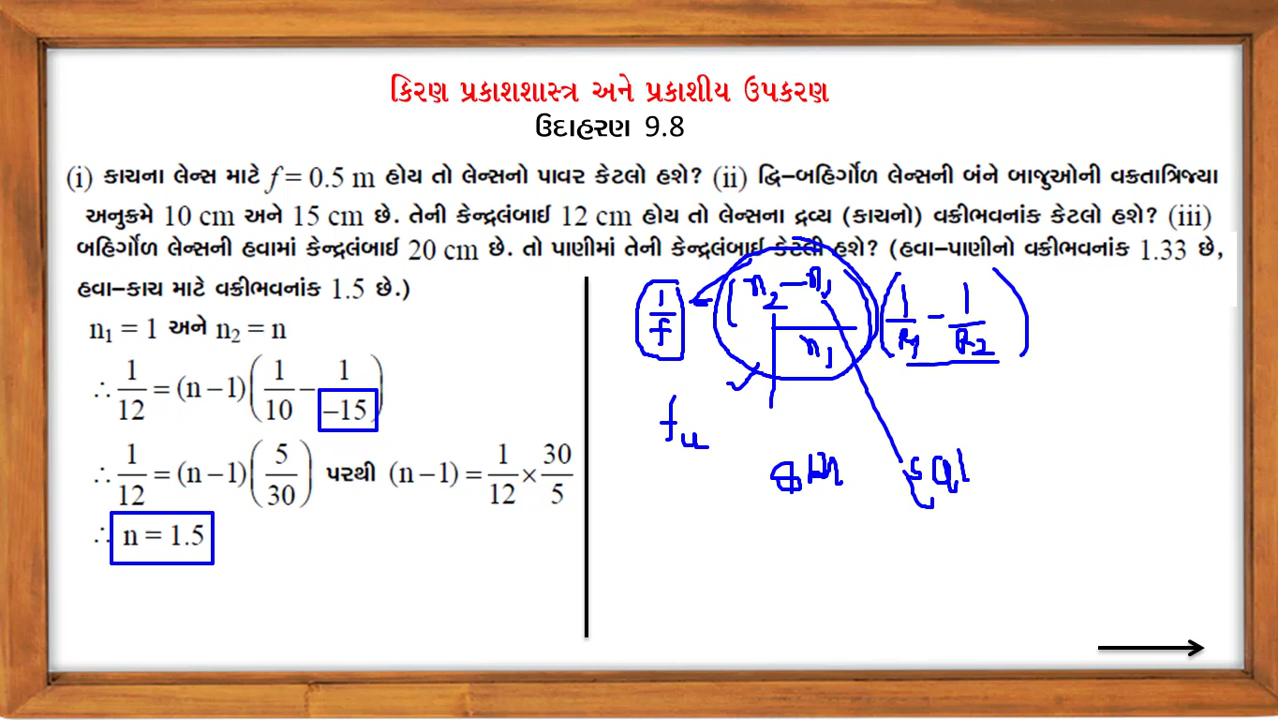 કિરણ પ્રકાશશાસ્ત્ર અને પ્રકાશીય ઉપકરણ
ઉદાહરણ 9.8
(i) કાચના લેન્સ માટે f = 0.5 m હોય તો લેન્સનો પાવર કેટલો હશે? (ii) દ્વિ–બહિર્ગોળ લેન્સની બંને બાજુઓની વક્રતાત્રિજ્યા
અનુક્રમે 10 cm અને 15 cm છે. તેની કેન્દ્રલંબાઈ 12 cm હોય તો લેન્સના દ્રવ્ય (કાચનો) વક્રીભવનાંક કેટલો હશે? (iii)
બહિર્ગોળ લેન્સની હવામાં કેન્દ્રલંબાઈ 20 cm છે. તો પાણીમાં તેની કેન્દ્રલંબાઈ કેટલી હશે? (હવા–પાણીનો વક્રીભવનાંક 1.33 છે,
હવા–કાચ માટે વક્રીભવનાંક 1.5 છે.)
n₁ = 1 અને n₂ = n
∴ 1/12 = (n – 1) (1/10 – 1/–15)
∴ 1/12 = (n – 1) (5/30) પરથી (n – 1) = 1/12 × 30/5
∴ n = 1.5
1/f (n₂ – n₁ / n₁) (1/R₁ – 1/R₂)